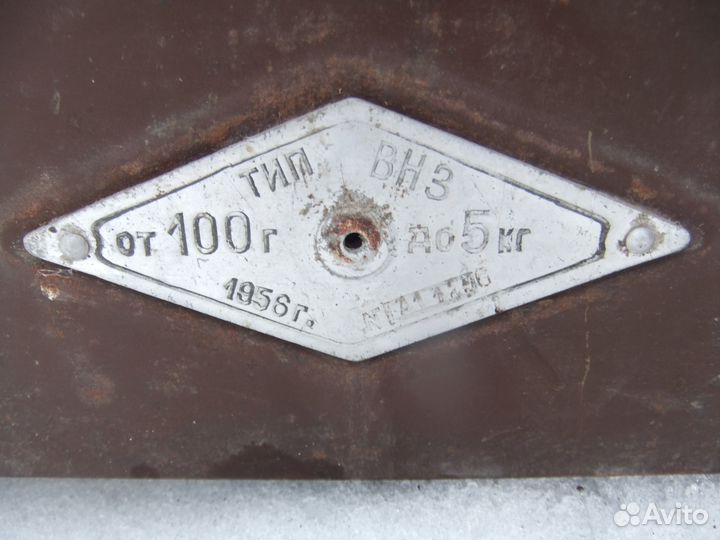 ТИП ВНЗ
от 100 г до 5 кг
1956 г.
Avito